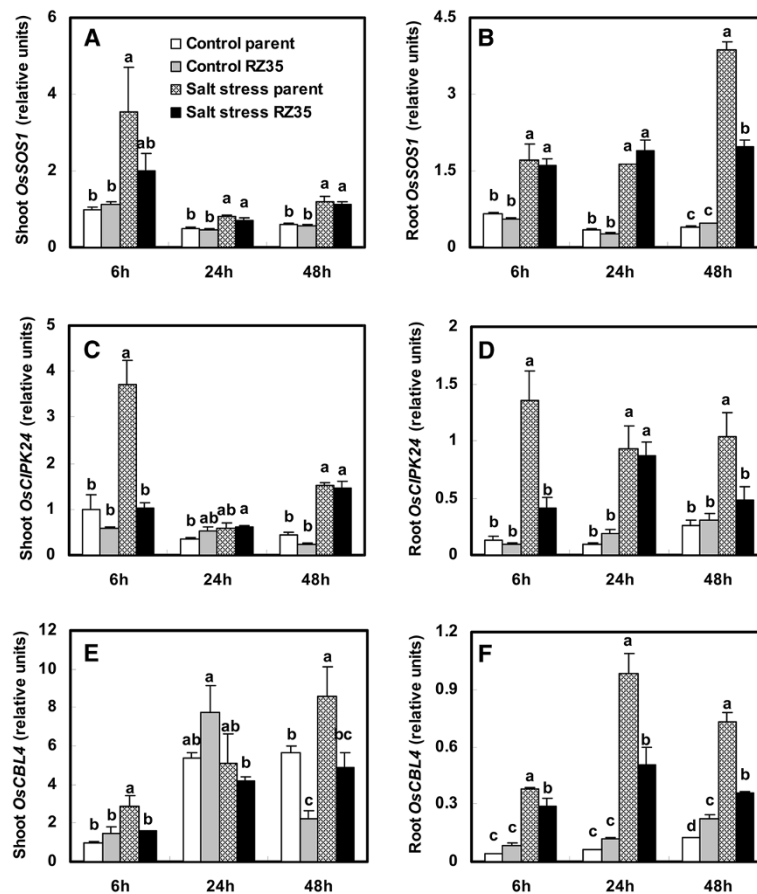 A
Shoot OsSOS1 (relative units)
6
4
2
0
Control parent
Control RZ35
Salt stress parent
Salt stress RZ35
b b a ab
b b a a
b b a a
6h 24h 48h
B
Root OsSOS1 (relative units)
4.5
3
1.5
0
b b a a
b b a a
c c a b
6h 24h 48h
C
Shoot OsCIPK24 (relative units)
5
4
3
2
1
0
b b a b
b ab ab a
b b a a
6h 24h 48h
D
Root OsCIPK24 (relative units)
2
1.5
1
0.5
0
b b a b
b b a a
b b a b
6h 24h 48h
E
Shoot OsCBL4 (relative units)
12
10
8
6
4
2
0
b b a b
ab a ab b
b c a bc
6h 24h 48h
F
Root OsCBL4 (relative units)
1.2
0.9
0.6
0.3
0
c c a b
c c a b
d c a b
6h 24h 48h